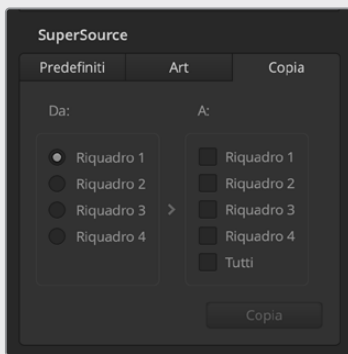 SuperSource
Predefiniti Art Copia
Da: A:
Riquadro 1 Riquadro 1
Riquadro 2 Riquadro 2
Riquadro 3 > Riquadro 3
Riquadro 4 Riquadro 4
Tutti
Copia